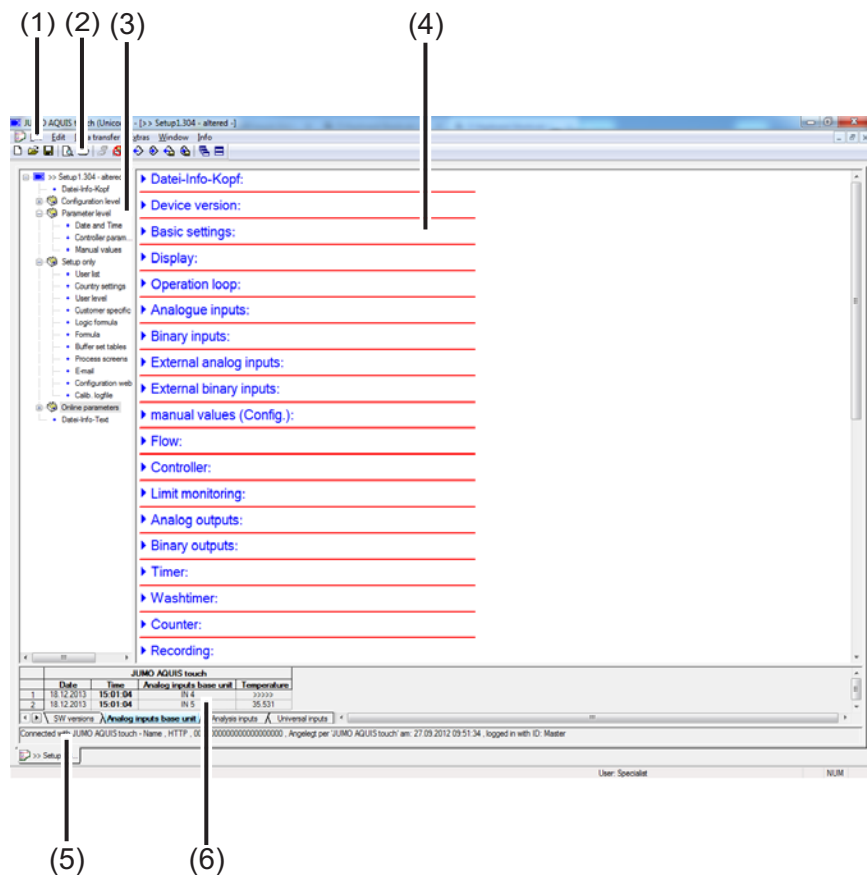 (1) (2) (3) (4)
AQUIS touch (Unicode - [>> Setup1.304 - altered -]
Edit transfer Extras Window Info
>> Setup1.304 - altered
Datei-Info-Kopf
Configuration level
Parameter level
Date and Time
Controller param...
Manual values
Setup only
User list
Country settings
User level
Customer specific
Logic formula
Formula
Buffer set tables
Process screens
E-mail
Configuration web
Calib. logfile
Online parameters
Datei-Info-Text
Datei-Info-Kopf:
Device version:
Basic settings:
Display:
Operation loop:
Analogue inputs:
Binary inputs:
External analog inputs:
External binary inputs:
manual values (Config.):
Flow:
Controller:
Limit monitoring:
Analog outputs:
Binary outputs:
Timer:
Washtimer:
Counter:
Recording:
JUMO AQUIS touch
Date Time Analog inputs base unit Temperature
1 18.12.2013 15:01:04 IN 4 >>>>>
2 18.12.2013 15:01:04 IN 5 35.531
SW versions Analog inputs base unit Analysis inputs Universal inputs
Connected with JUMO AQUIS touch - Name , HTTP , , Angelegt per 'JUMO AQUIS touch' am: 27.09.2012 09:51:34 , logged in with ID: Master
>> Setup
User: Specialist NUM
(5) (6)